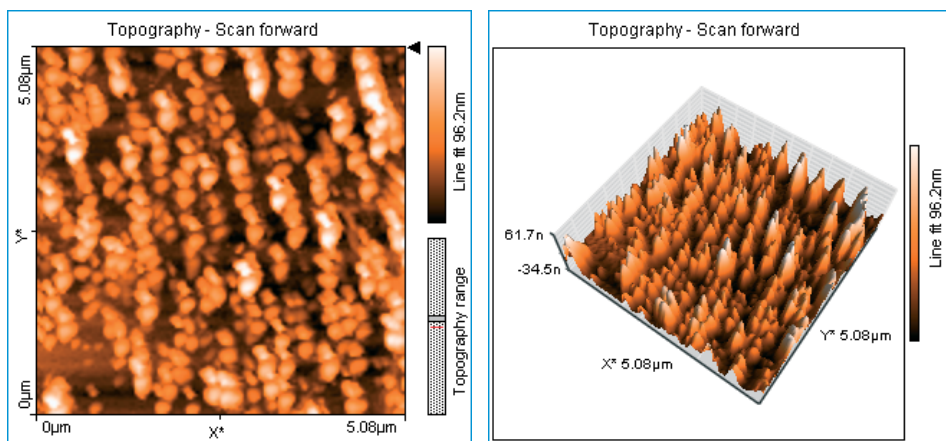 Topography - Scan forward
5.08µm
Y*
0µm
0µm
X*
5.08µm
Line fit 96.2nm
Topography range
Topography - Scan forward
61.7n
-34.5n
X* 5.08µm
Y* 5.08µm
Line fit 96.2nm